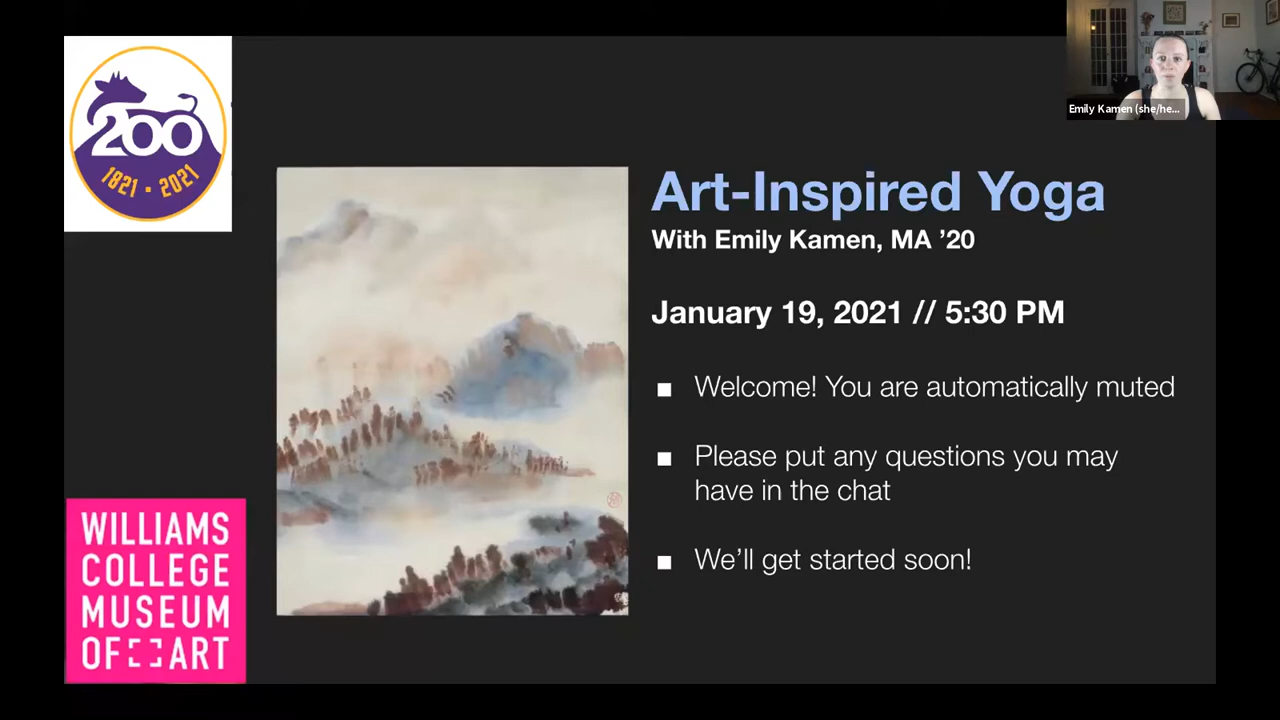 200
1821 · 2021
Emily Kamen (she/he...
Art-Inspired Yoga
With Emily Kamen, MA ’20
January 19, 2021 // 5:30 PM
■ Welcome! You are automatically muted
■ Please put any questions you may
have in the chat
■ We’ll get started soon!
WILLIAMS
COLLEGE
MUSEUM
OF [ ] ART